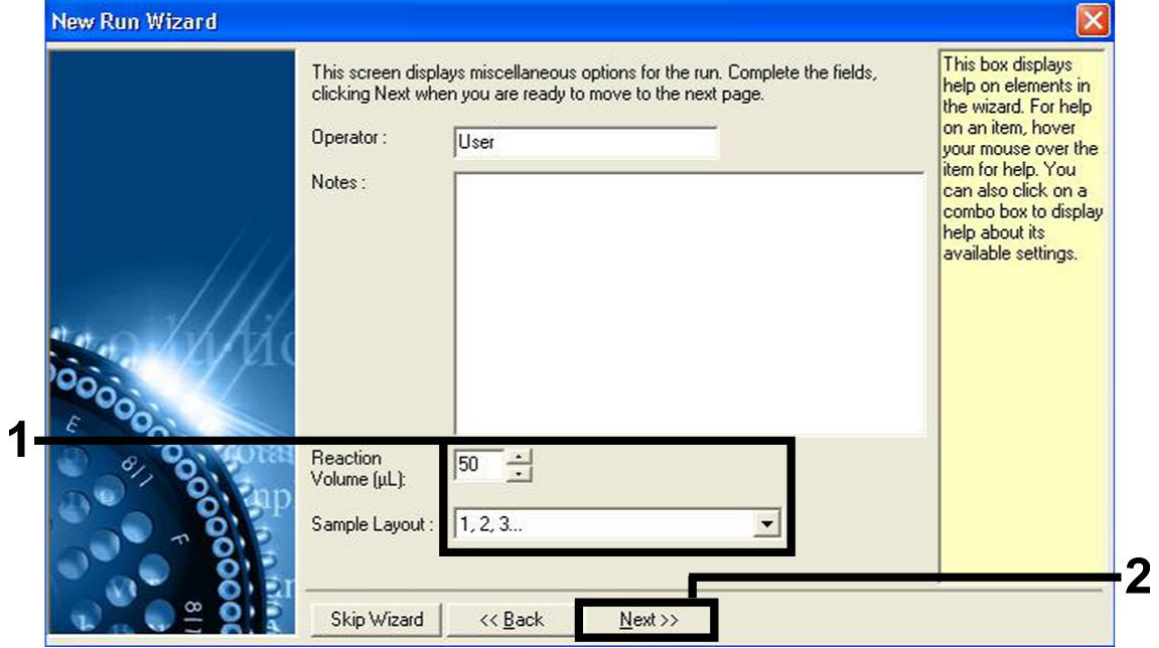 New Run Wizard
This screen displays miscellaneous options for the run. Complete the fields,
clicking Next when you are ready to move to the next page.
Operator :
User
Notes :
1
Reaction
Volume (µL):
50
Sample Layout :
1, 2, 3...
This box displays
help on elements in
the wizard. For help
on an item, hover
your mouse over the
item for help. You
can also click on a
combo box to display
help about its
available settings.
2
Skip Wizard
<< Back
Next >>
E
8/1
F
8/1